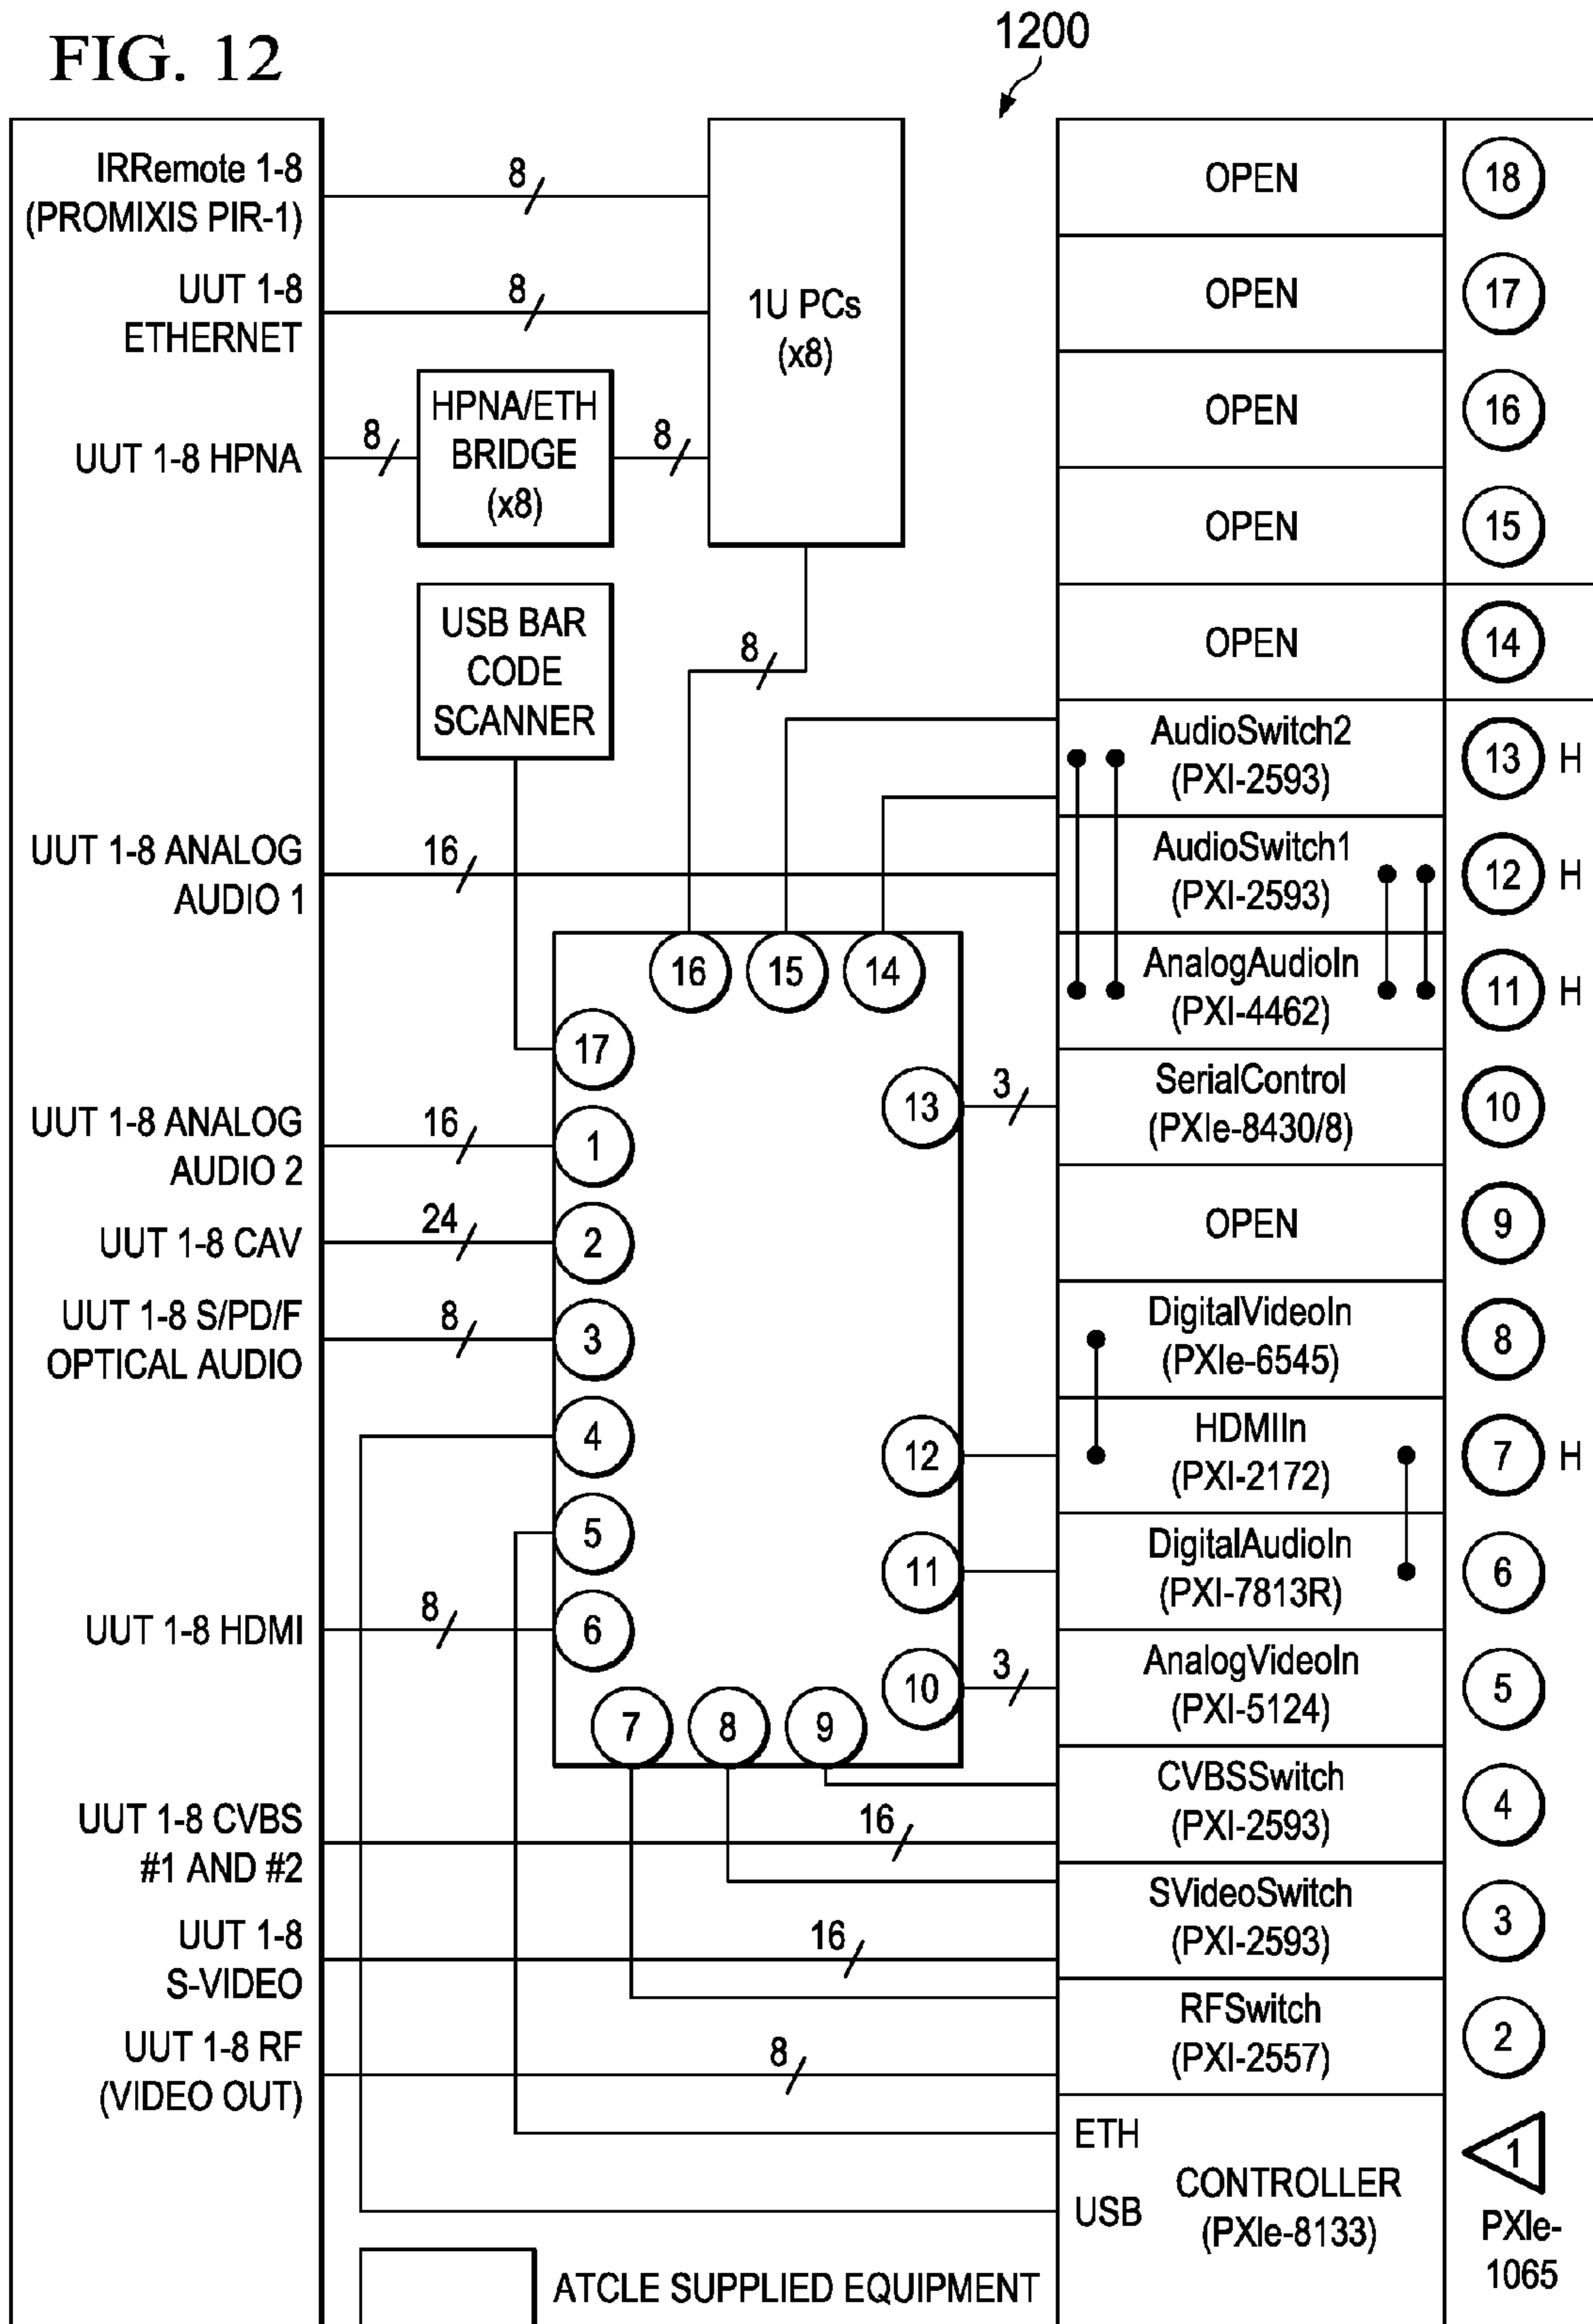 FIG. 12
1200
IRRemote 1-8
(PROMIXIS PIR-1)
8
UUT 1-8
ETHERNET
8
UUT 1-8 HPNA
8
HPNA/ETH
BRIDGE
(x8)
8
1U PCs
(x8)
USB BAR
CODE
SCANNER
8
UUT 1-8 ANALOG
AUDIO 1
16
UUT 1-8 ANALOG
AUDIO 2
16
UUT 1-8 CAV
24
UUT 1-8 S/PD/F
OPTICAL AUDIO
8
UUT 1-8 HDMI
8
UUT 1-8 CVBS
#1 AND #2
16
UUT 1-8
S-VIDEO
16
UUT 1-8 RF
(VIDEO OUT)
8
16
15
14
17
1
2
3
4
5
6
7
8
9
10
11
12
13
3
3
OPEN
18
OPEN
17
OPEN
16
OPEN
15
OPEN
14
AudioSwitch2
(PXI-2593)
13 H
AudioSwitch1
(PXI-2593)
12 H
AnalogAudioIn
(PXI-4462)
11 H
SerialControl
(PXIe-8430/8)
10
OPEN
9
DigitalVideoIn
(PXIe-6545)
8
HDMIIn
(PXI-2172)
7 H
DigitalAudioIn
(PXI-7813R)
6
AnalogVideoIn
(PXI-5124)
5
CVBSSwitch
(PXI-2593)
4
SVideoSwitch
(PXI-2593)
3
RFSwitch
(PXI-2557)
2
ETH
USB
CONTROLLER
(PXIe-8133)
1
PXIe-
1065
ATCLE SUPPLIED EQUIPMENT